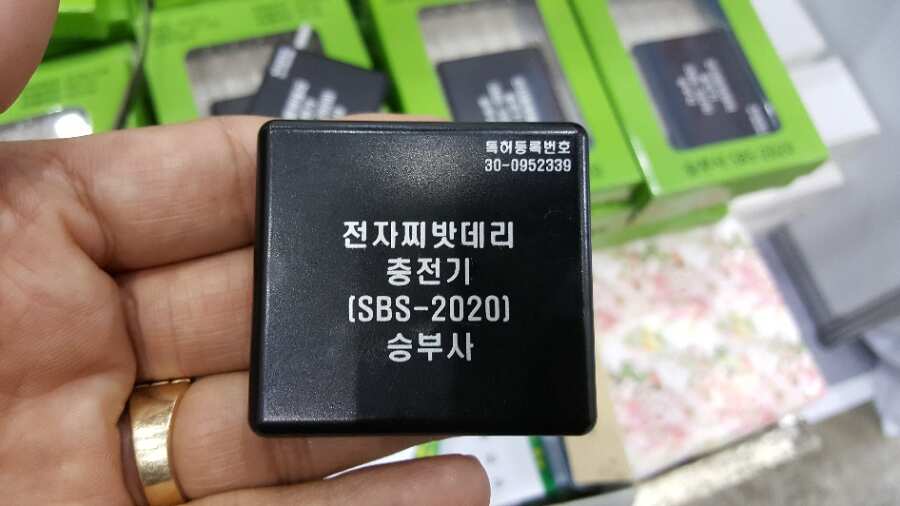 특허등록번호
30-0952339
전자찌밧데리
충전기
(SBS-2020)
승부사